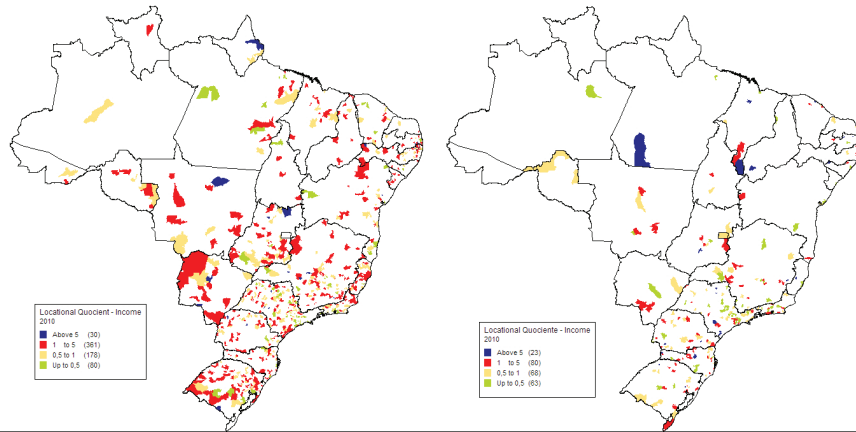 Locational Quocient - Income
2010
Above 5 (30)
1 to 5 (361)
0,5 to 1 (178)
Up to 0,5 (80)
Locational Quociente - Income
2010
Above 5 (23)
1 to 5 (80)
0,5 to 1 (68)
Up to 0,5 (63)